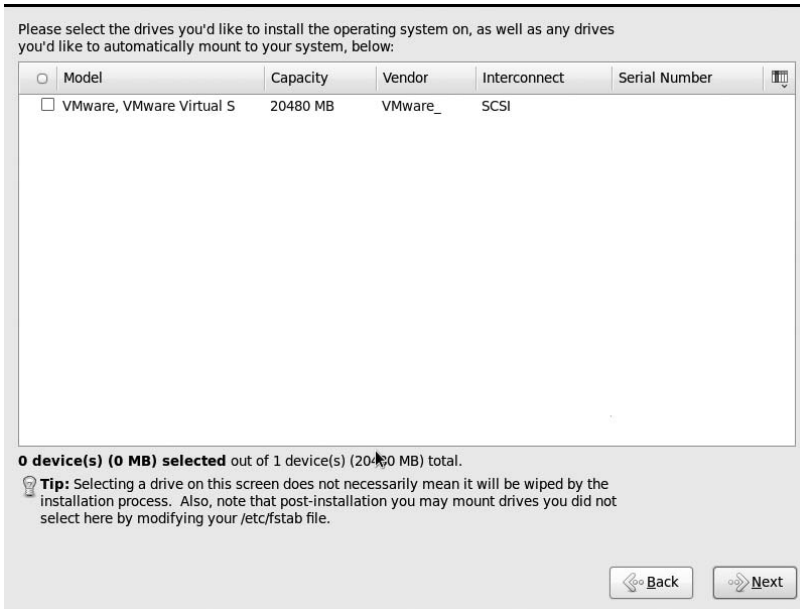 Please select the drives you'd like to install the operating system on, as well as any drives
you'd like to automatically mount to your system, below:
Model Capacity Vendor Interconnect Serial Number
VMware, VMware Virtual S 20480 MB VMware_ SCSI
0 device(s) (0 MB) selected out of 1 device(s) (20480 MB) total.
Tip: Selecting a drive on this screen does not necessarily mean it will be wiped by the
installation process. Also, note that post-installation you may mount drives you did not
select here by modifying your /etc/fstab file.
Back Next